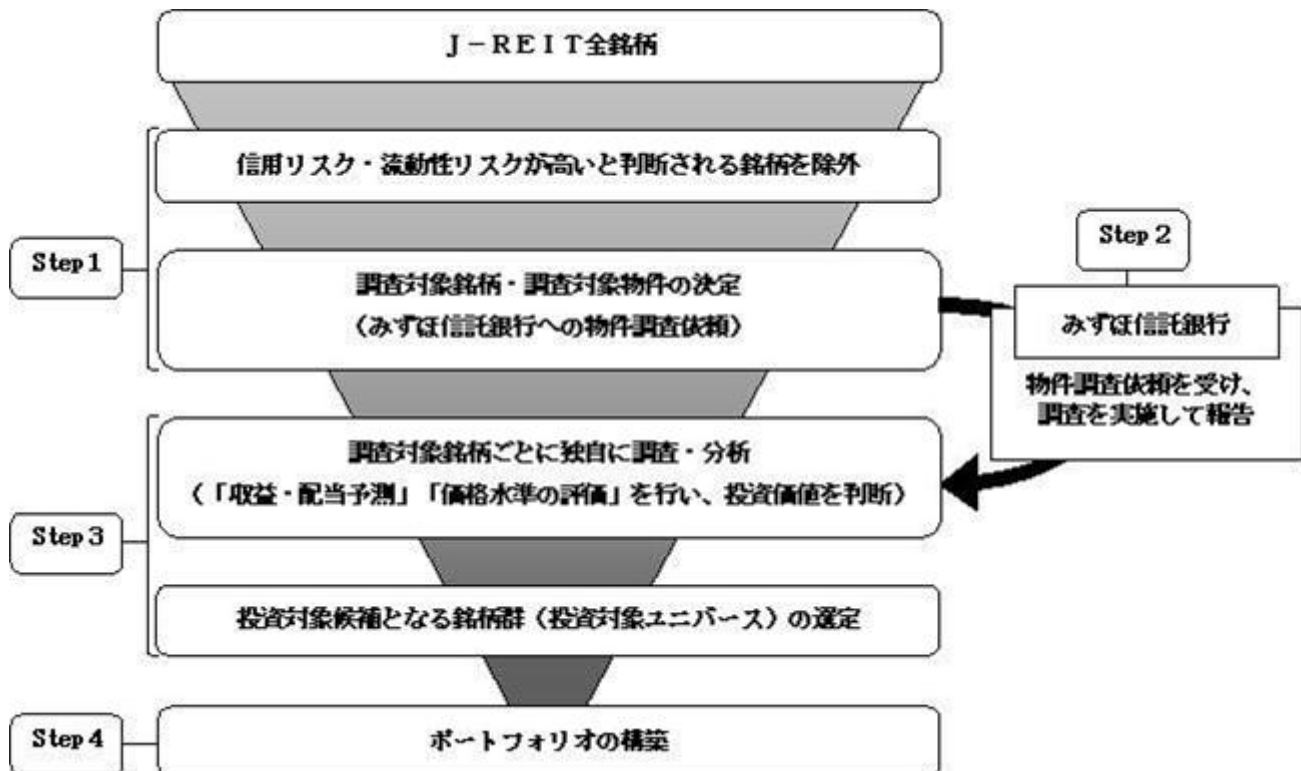 J－REIT全銘柄
信用リスク・流動性リスクが高いと判断される銘柄を除外
Step1
調査対象銘柄・調査対象物件の決定
（みずほ信託銀行への物件調査依頼）
Step2
みずほ信託銀行
物件調査依頼を受け、
調査を実施して報告
Step3
調査対象銘柄ごとに独自に調査・分析
（「収益・配当予測」「価格水準の評価」を行い、投資価値を判断）
投資対象候補となる銘柄群（投資対象ユニバース）の選定
Step4
ポートフォリオの構築